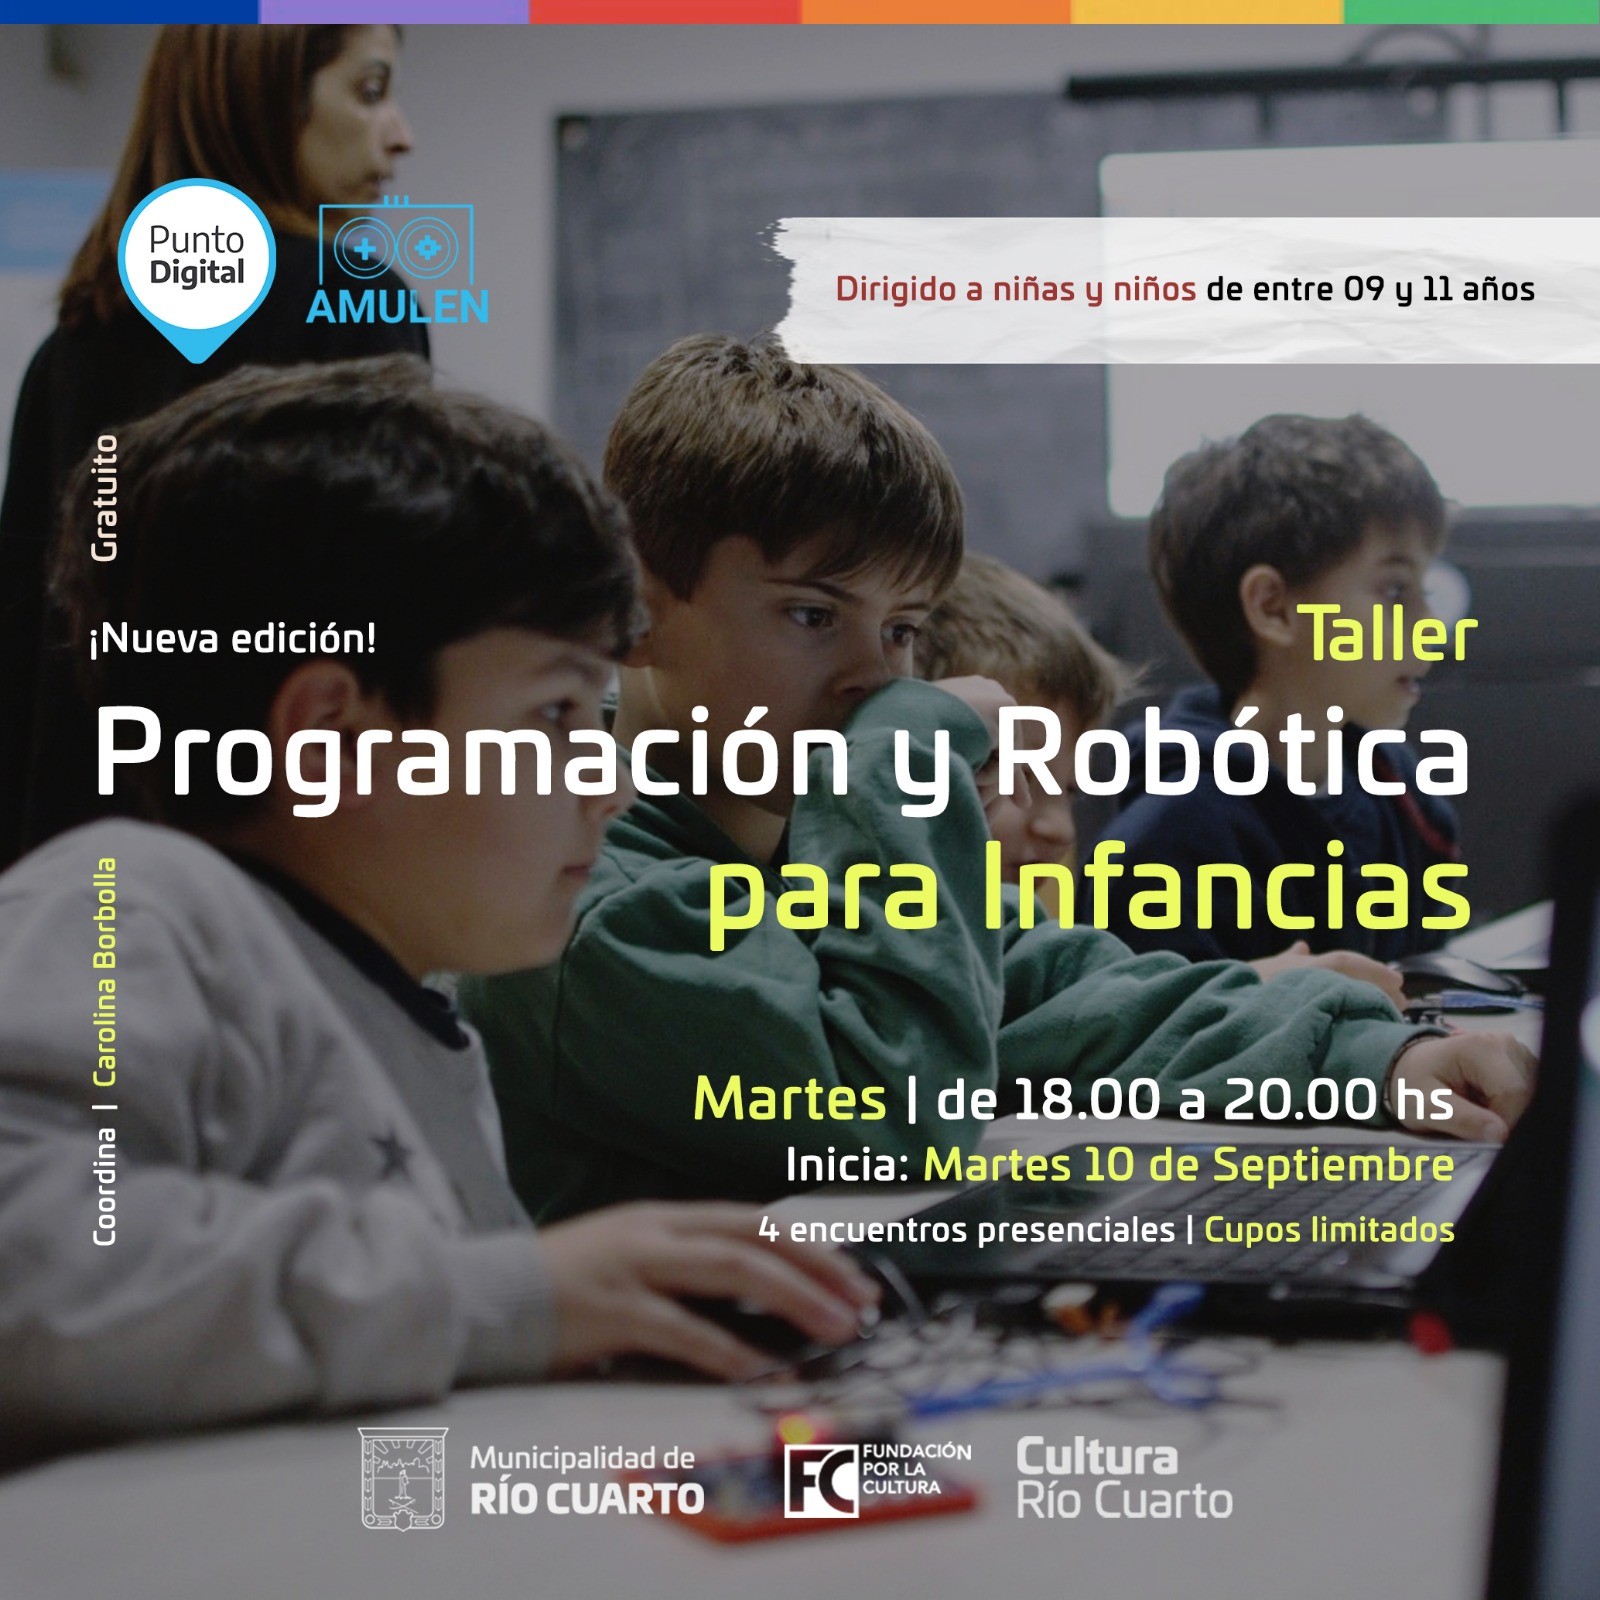 Punto
Digital
AMULEN
Dirigido a niñas y niños de entre 09 y 11 años
Gratuito
¡Nueva edición!
Taller
Programación y Robótica
para Infancias
Coordina | Carolina Borbolla
Martes | de 18.00 a 20.00 hs
Inicia: Martes 10 de Septiembre
4 encuentros presenciales | Cupos limitados
Municipalidad de
RÍO CUARTO
FC
FUNDACIÓN
POR LA
CULTURA
Cultura
Río Cuarto